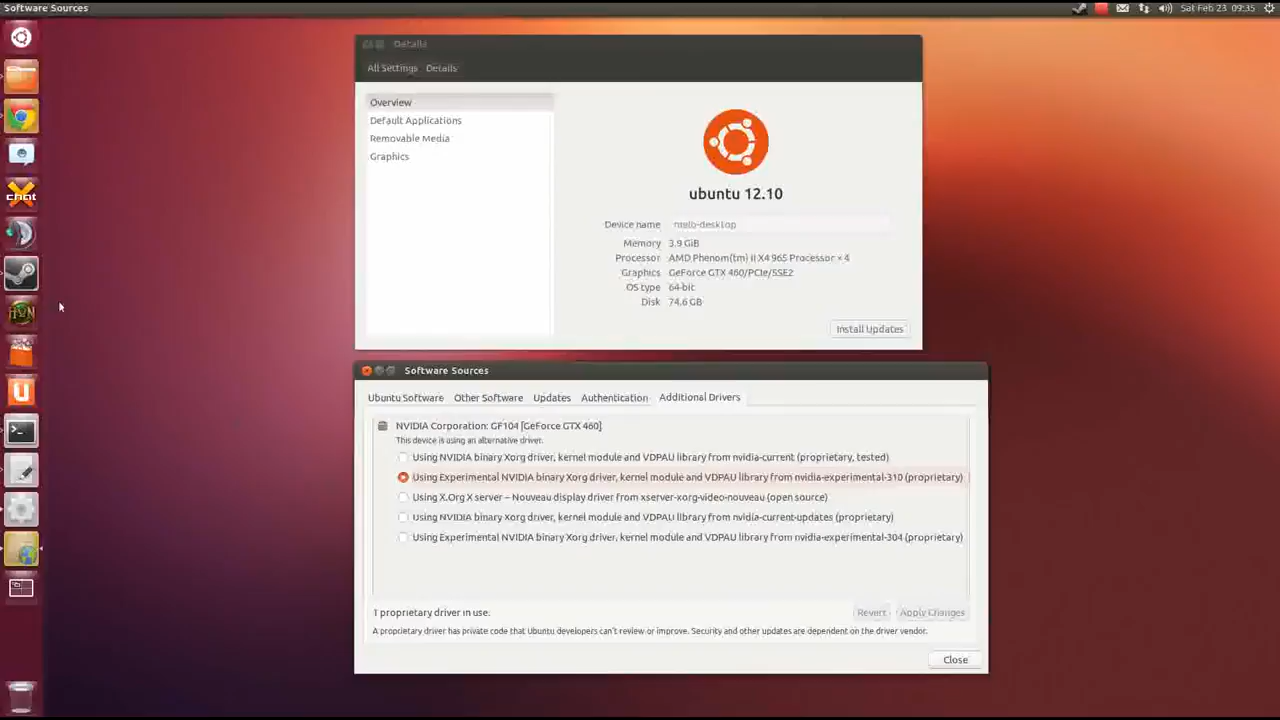 Software Sources
Sat Feb 23 09:35
Details
All Settings Details
Overview
Default Applications
Removable Media
Graphics
ubuntu 12.10
Device name
Memory 3.9 GiB
Processor AMD Phenom(tm) II X4 965 Processor × 4
Graphics GeForce GTX 460/PCIe/SSE2
OS type 64-bit
Disk 74.6 GB
Install Updates
Software Sources
Ubuntu Software Other Software Updates Authentication Additional Drivers
NVIDIA Corporation: GF104 [GeForce GTX 460]
This device is using an alternative driver.
Using NVIDIA binary Xorg driver, kernel module and VDPAU library from nvidia-current (proprietary, tested)
Using Experimental NVIDIA binary Xorg driver, kernel module and VDPAU library from nvidia-experimental-310 (proprietary)
Using X.Org X server – Nouveau display driver from xserver-xorg-video-nouveau (open source)
Using NVIDIA binary Xorg driver, kernel module and VDPAU library from nvidia-current-updates (proprietary)
Using Experimental NVIDIA binary Xorg driver, kernel module and VDPAU library from nvidia-experimental-304 (proprietary)
1 proprietary driver in use.
Revert Apply Changes
A proprietary driver has private code that Ubuntu developers can't review or improve. Security and other updates are dependent on the driver vendor.
Close
chat